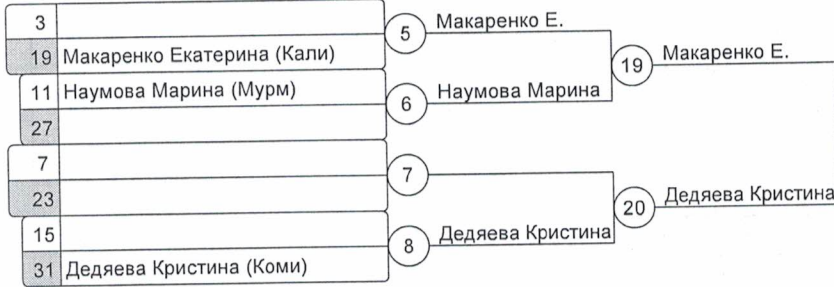 3
19 Макаренко Екатерина (Кали)
11 Наумова Марина (Мурм)
27
7
23
15
31 Дедяева Кристина (Коми)
5 Макаренко Е.
6 Наумова Марина
7
8 Дедяева Кристина
19 Макаренко Е.
20 Дедяева Кристина